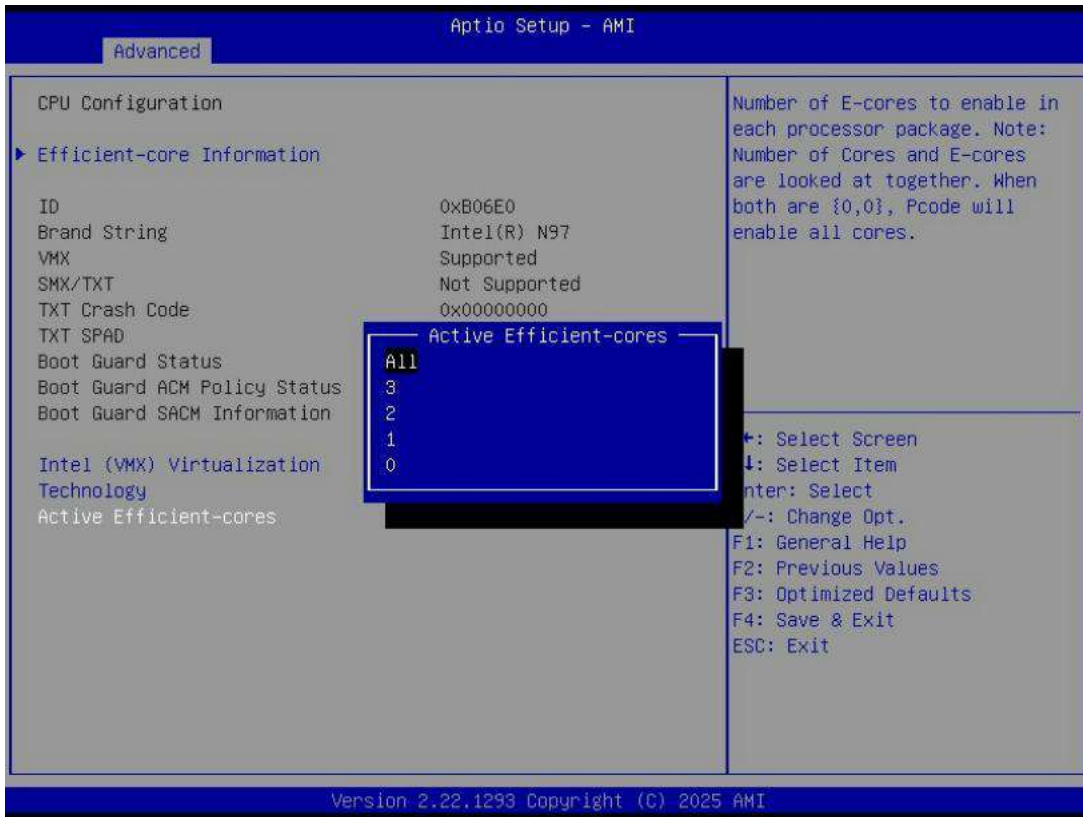 Aptio Setup - AMI
Advanced
CPU Configuration
Efficient-core Information
ID 0xB06E0
Brand String Intel(R) N97
VMX Supported
SMX/TXT Not Supported
TXT Crash Code 0x00000000
TXT SPAD
Boot Guard Status
Boot Guard ACM Policy Status
Boot Guard SACM Information
Intel (VMX) Virtualization
Technology
Active Efficient-cores
Active Efficient-cores
All
3
2
1
0
Number of E-cores to enable in
each processor package. Note:
Number of Cores and E-cores
are looked at together. When
both are {0,0}, Pcode will
enable all cores.
: Select Screen
: Select Item
nter: Select
/-: Change Opt.
F1: General Help
F2: Previous Values
F3: Optimized Defaults
F4: Save & Exit
ESC: Exit
Version 2.22.1293 Copyright (C) 2025 AMI